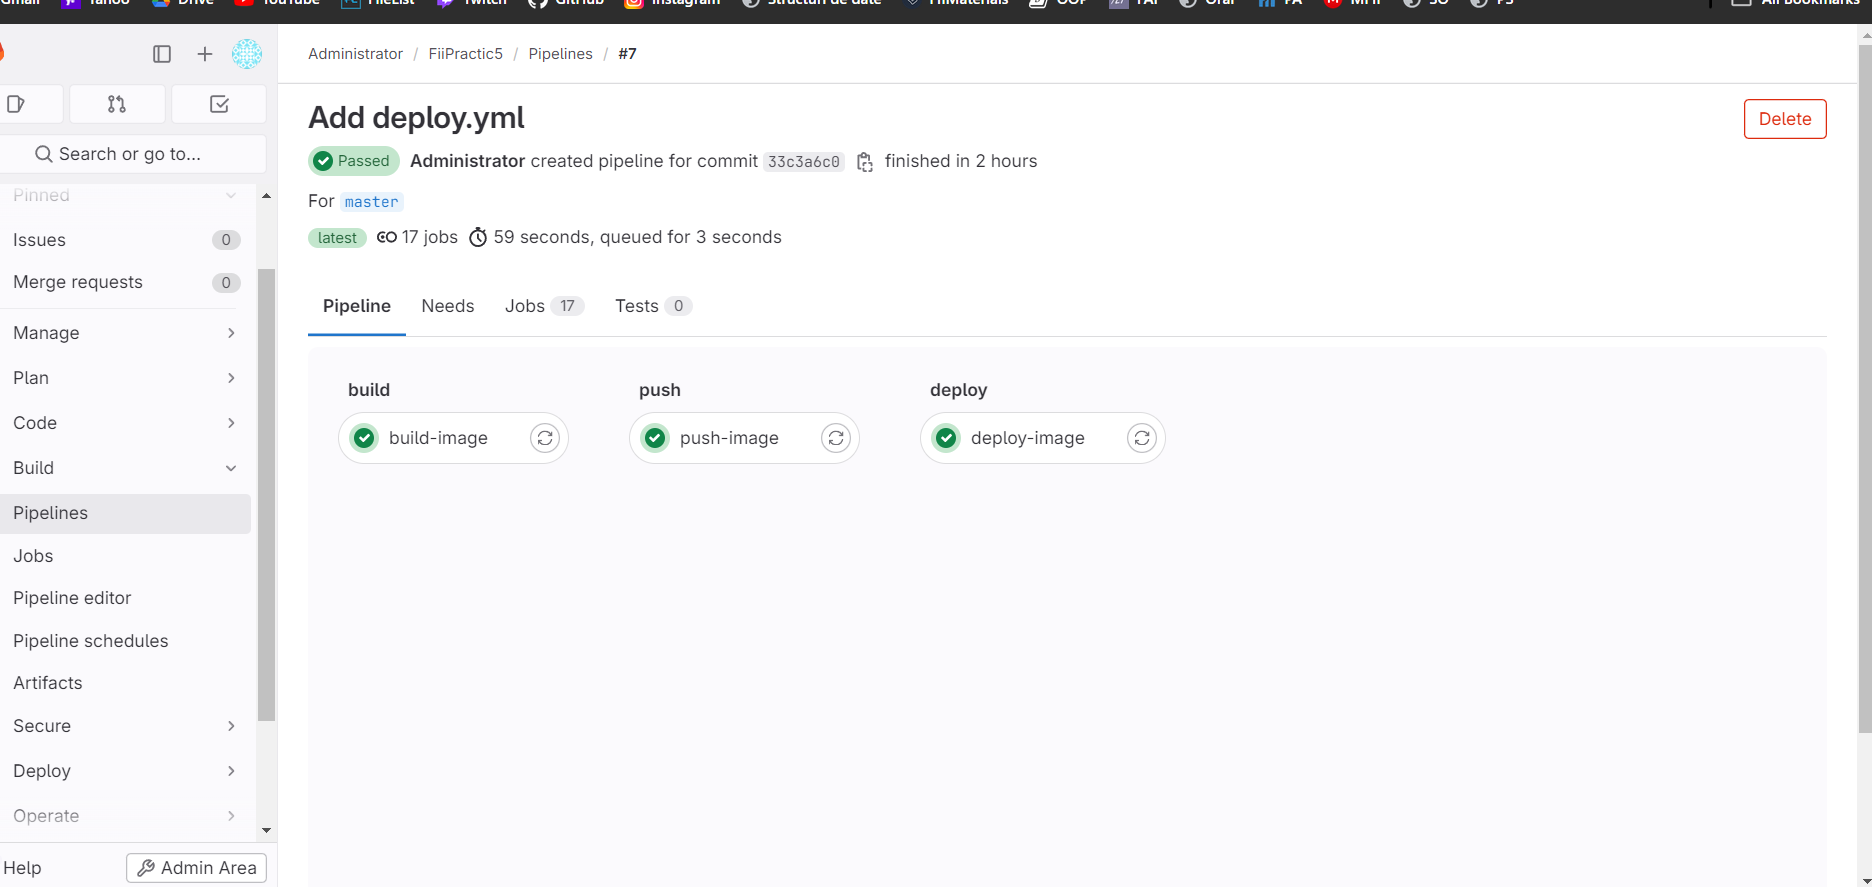 Gmail Yahoo Drive YouTube FileList Twitch GitHub Instagram Structuri de date FiiMaterials OOP FAI Orar PA MFII SO PS All Bookmarks
Administrator / FiiPractic5 / Pipelines / #7
Add deploy.yml
Delete
Passed Administrator created pipeline for commit 33c3a6c0 finished in 2 hours
For master
latest 17 jobs 59 seconds, queued for 3 seconds
Pipeline Needs Jobs 17 Tests 0
build push deploy
build-image push-image deploy-image
Search or go to...
Pinned
Issues 0
Merge requests 0
Manage
Plan
Code
Build
Pipelines
Jobs
Pipeline editor
Pipeline schedules
Artifacts
Secure
Deploy
Operate
Help Admin Area